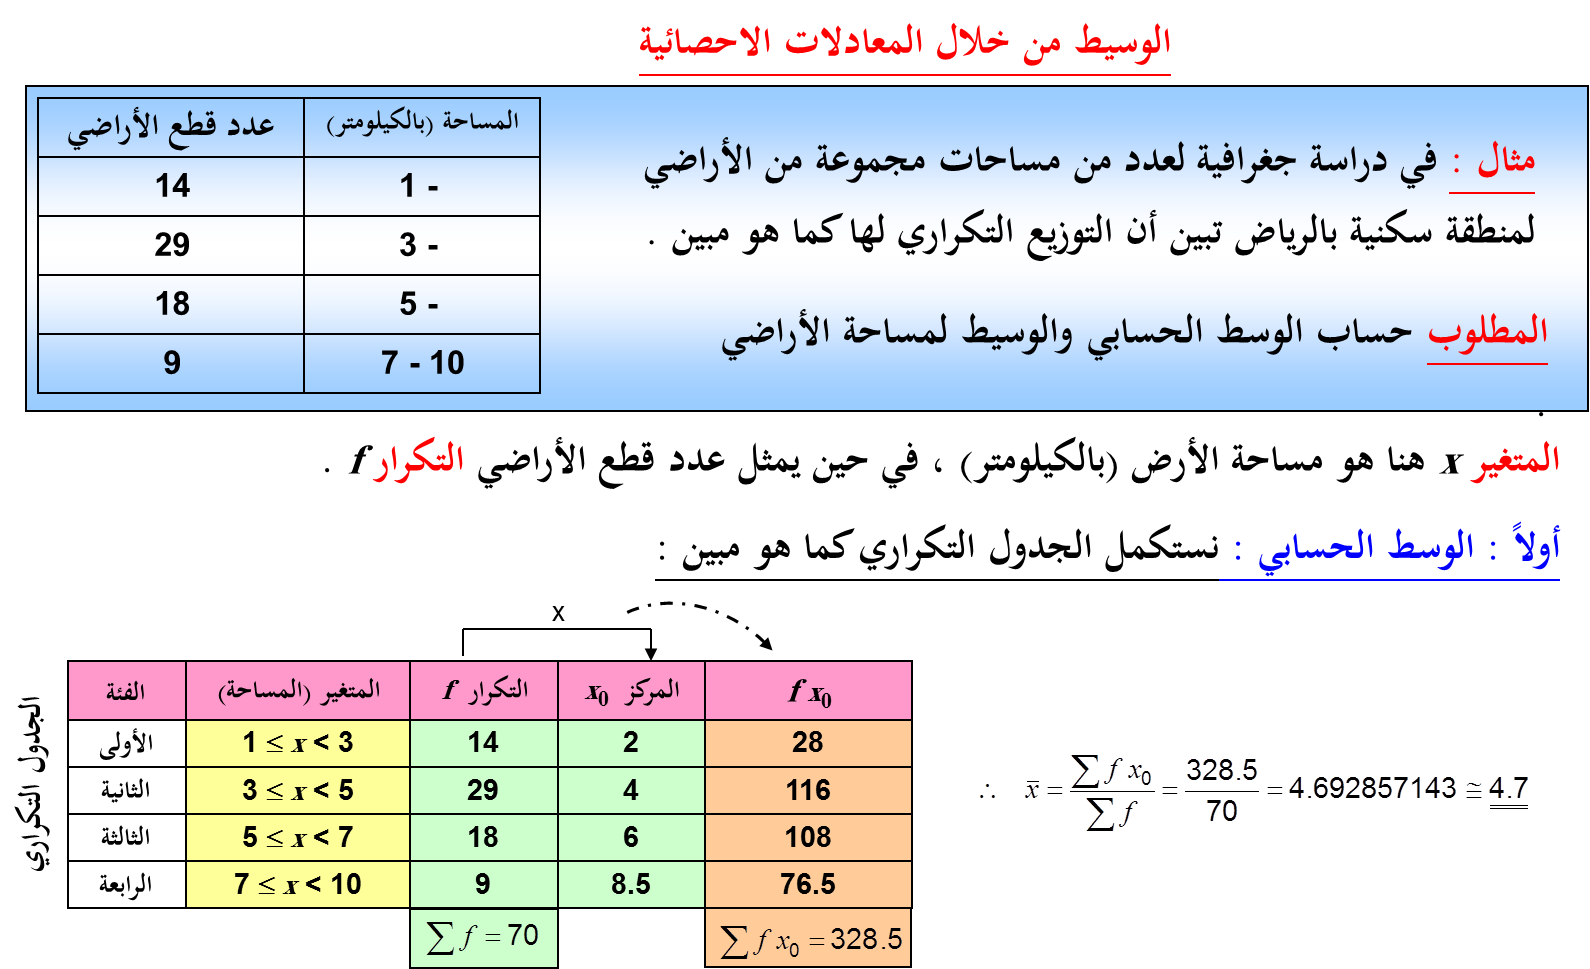 الوسيط من خلال المعادلات الاحصائية
مثال : في دراسة جغرافية لعدد من مساحات مجموعة من الأراضي
لمنطقة سكنية بالرياض تبين أن التوزيع التكراري لها كما هو مبين .
المطلوب حساب الوسط الحسابي والوسيط لمساحة الأراضي
.
المساحة (بالكيلومتر) عدد قطع الأراضي
1 - 14
3 - 29
5 - 18
7 - 10 9
المتغير x هنا هو مساحة الأرض (بالكيلومتر) ، في حين يمثل عدد قطع الأراضي التكرار f .
أولاً : الوسط الحسابي : نستكمل الجدول التكراري كما هو مبين :
x
الجدول التكراري
الفئة المتغير (المساحة) التكرار f المركز x₀ f x₀
الأولى 1 ≤ x < 3 14 2 28
الثانية 3 ≤ x < 5 29 4 116
الثالثة 5 ≤ x < 7 18 6 108
الرابعة 7 ≤ x < 10 9 8.5 76.5
∑ f = 70 ∑ f x₀ = 328.5
∴ x̄ = ∑ f x₀ / ∑ f = 328.5 / 70 = 4.692857143 ≅ 4.7